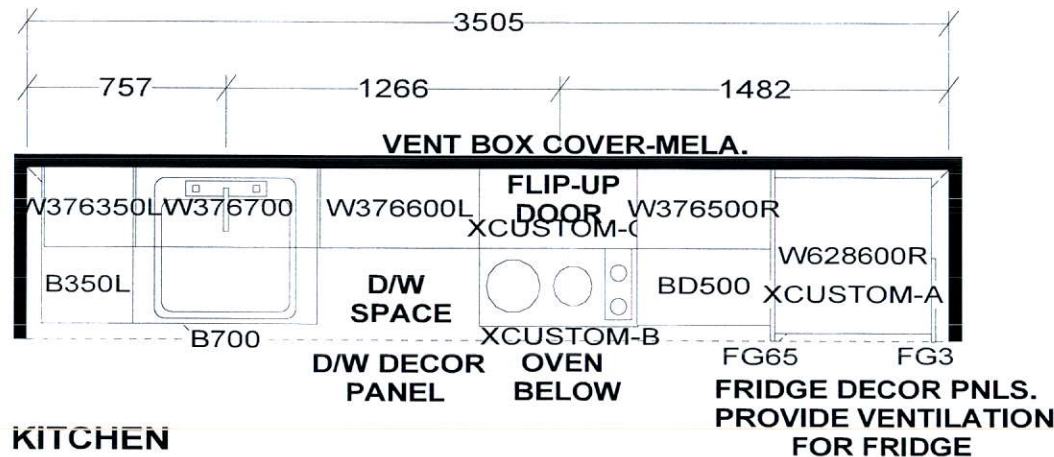 3505
757 1266 1482
VENT BOX COVER-MELA.
FLIP-UP
DOOR
W376350L W376700 W376600L W376500R
XCUSTOM-C
W628600R
B350L D/W BD500 XCUSTOM-A
SPACE
B700 XCUSTOM-B
D/W DECOR OVEN FG65 FG3
PANEL BELOW
FRIDGE DECOR PNLS.
PROVIDE VENTILATION
FOR FRIDGE
KITCHEN